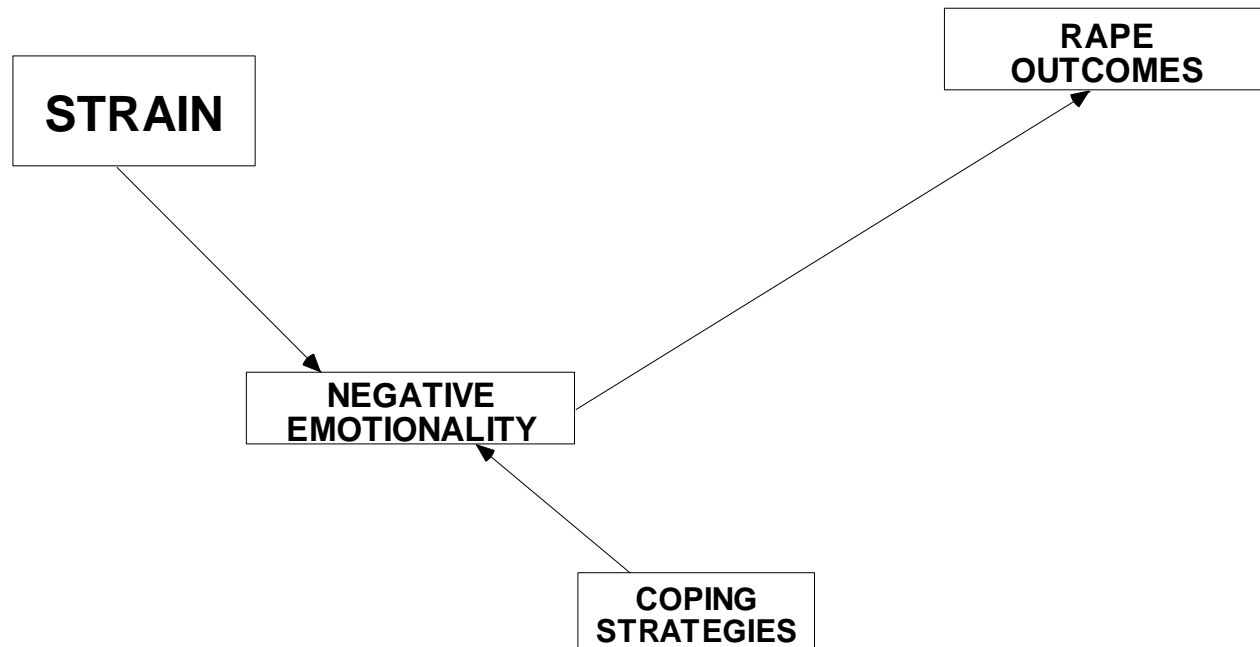 RAPE
OUTCOMES
STRAIN
NEGATIVE
EMOTIONALITY
COPING
STRATEGIES